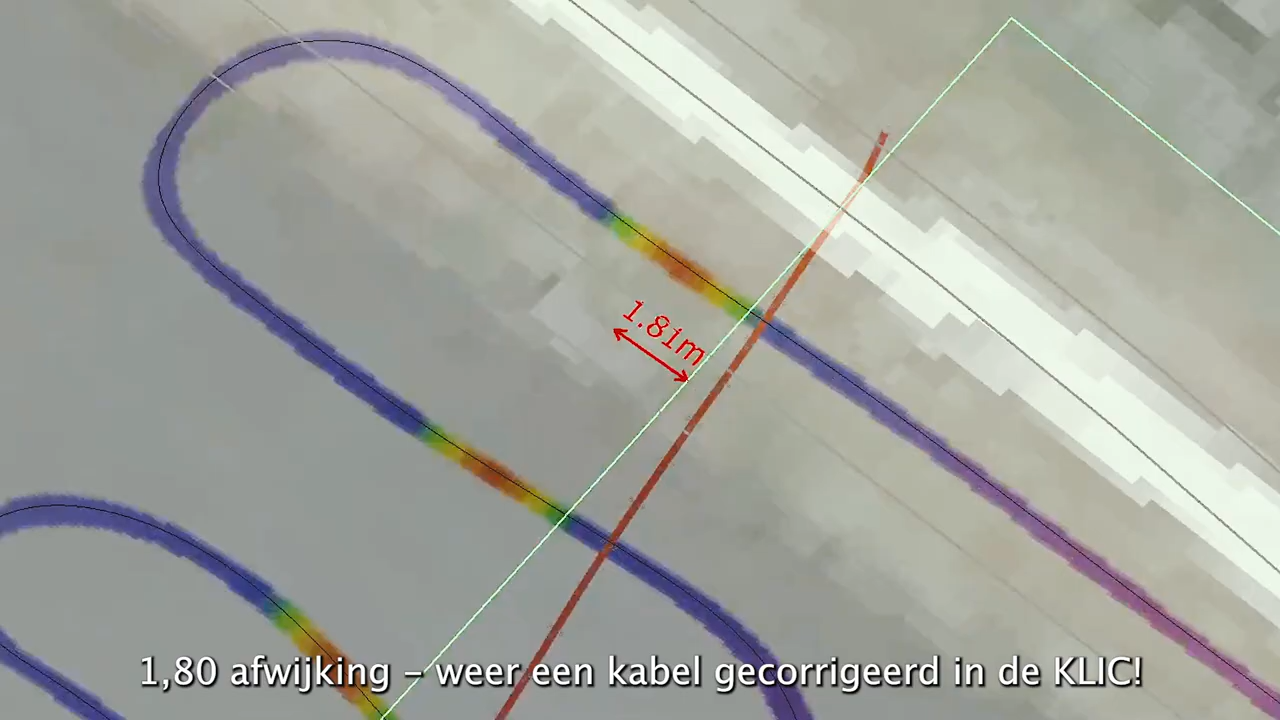 1.81m
1,80 afwijking – weer een kabel gecorrigeerd in de KLIC!